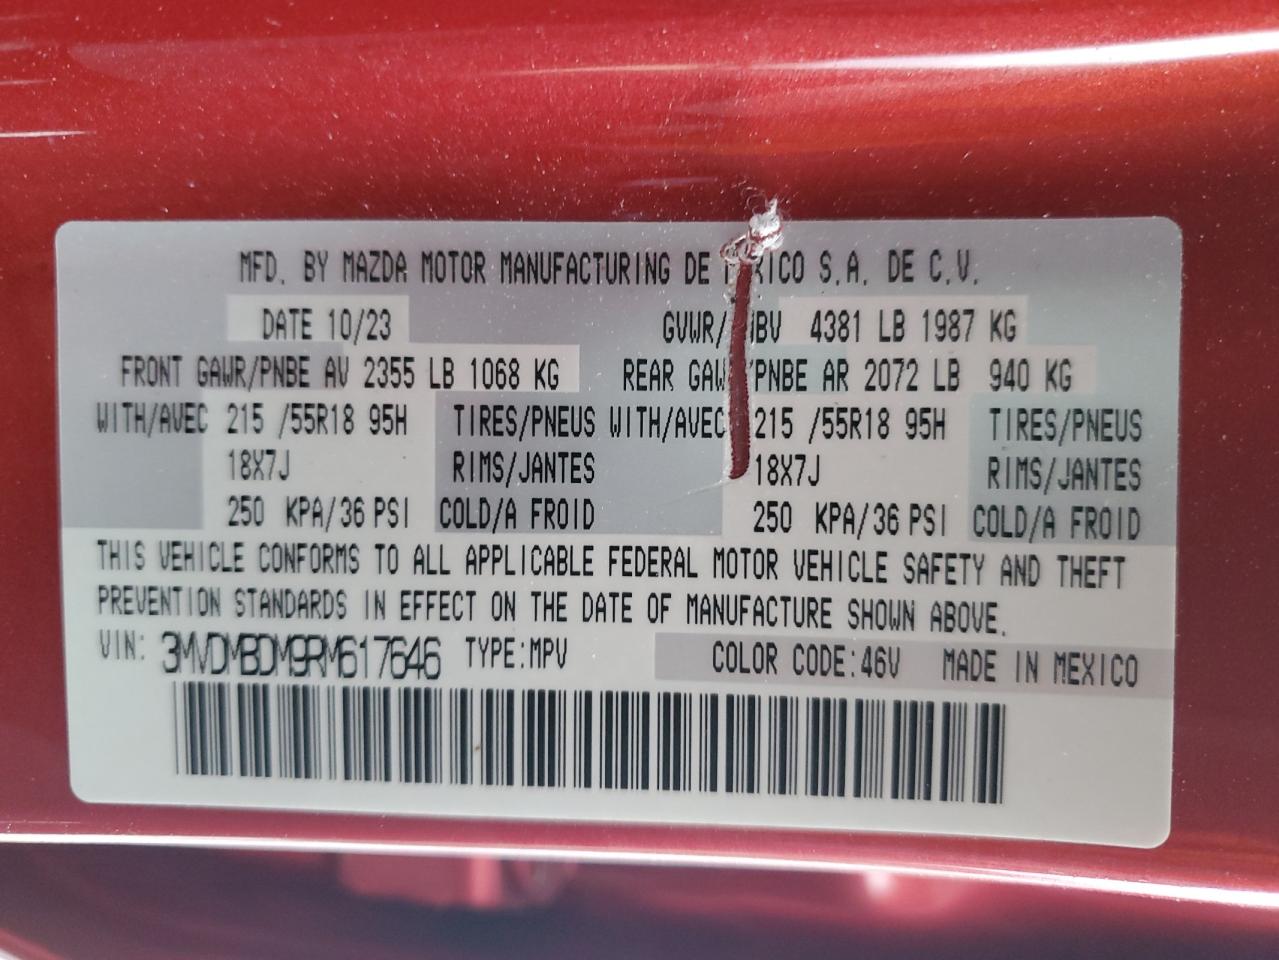 MFD. BY MAZDA MOTOR MANUFACTURING DE S.A. DE C.V.
DATE 10/23 GVWR/ 4381 LB 1987 KG
FRONT GAWR/PNBE AV 2355 LB 1068 KG REAR GAW /PNBE AR 2072 LB 940 KG
WITH/AVEC 215 /55R18 95H TIRES/PNEUS WITH/AVEC 215 /55R18 95H TIRES/PNEUS
18X7J RIMS/JANTES 18X7J RIMS/JANTES
250 KPA/36 PSI COLD/A FROID 250 KPA/36 PSI COLD/A FROID
THIS VEHICLE CONFORMS TO ALL APPLICABLE FEDERAL MOTOR VEHICLE SAFETY AND THEFT
PREVENTION STANDARDS IN EFFECT ON THE DATE OF MANUFACTURE SHOWN ABOVE.
VIN: 3MVDMBDM9RM617646 TYPE:MPV COLOR CODE:46V MADE IN MEXICO